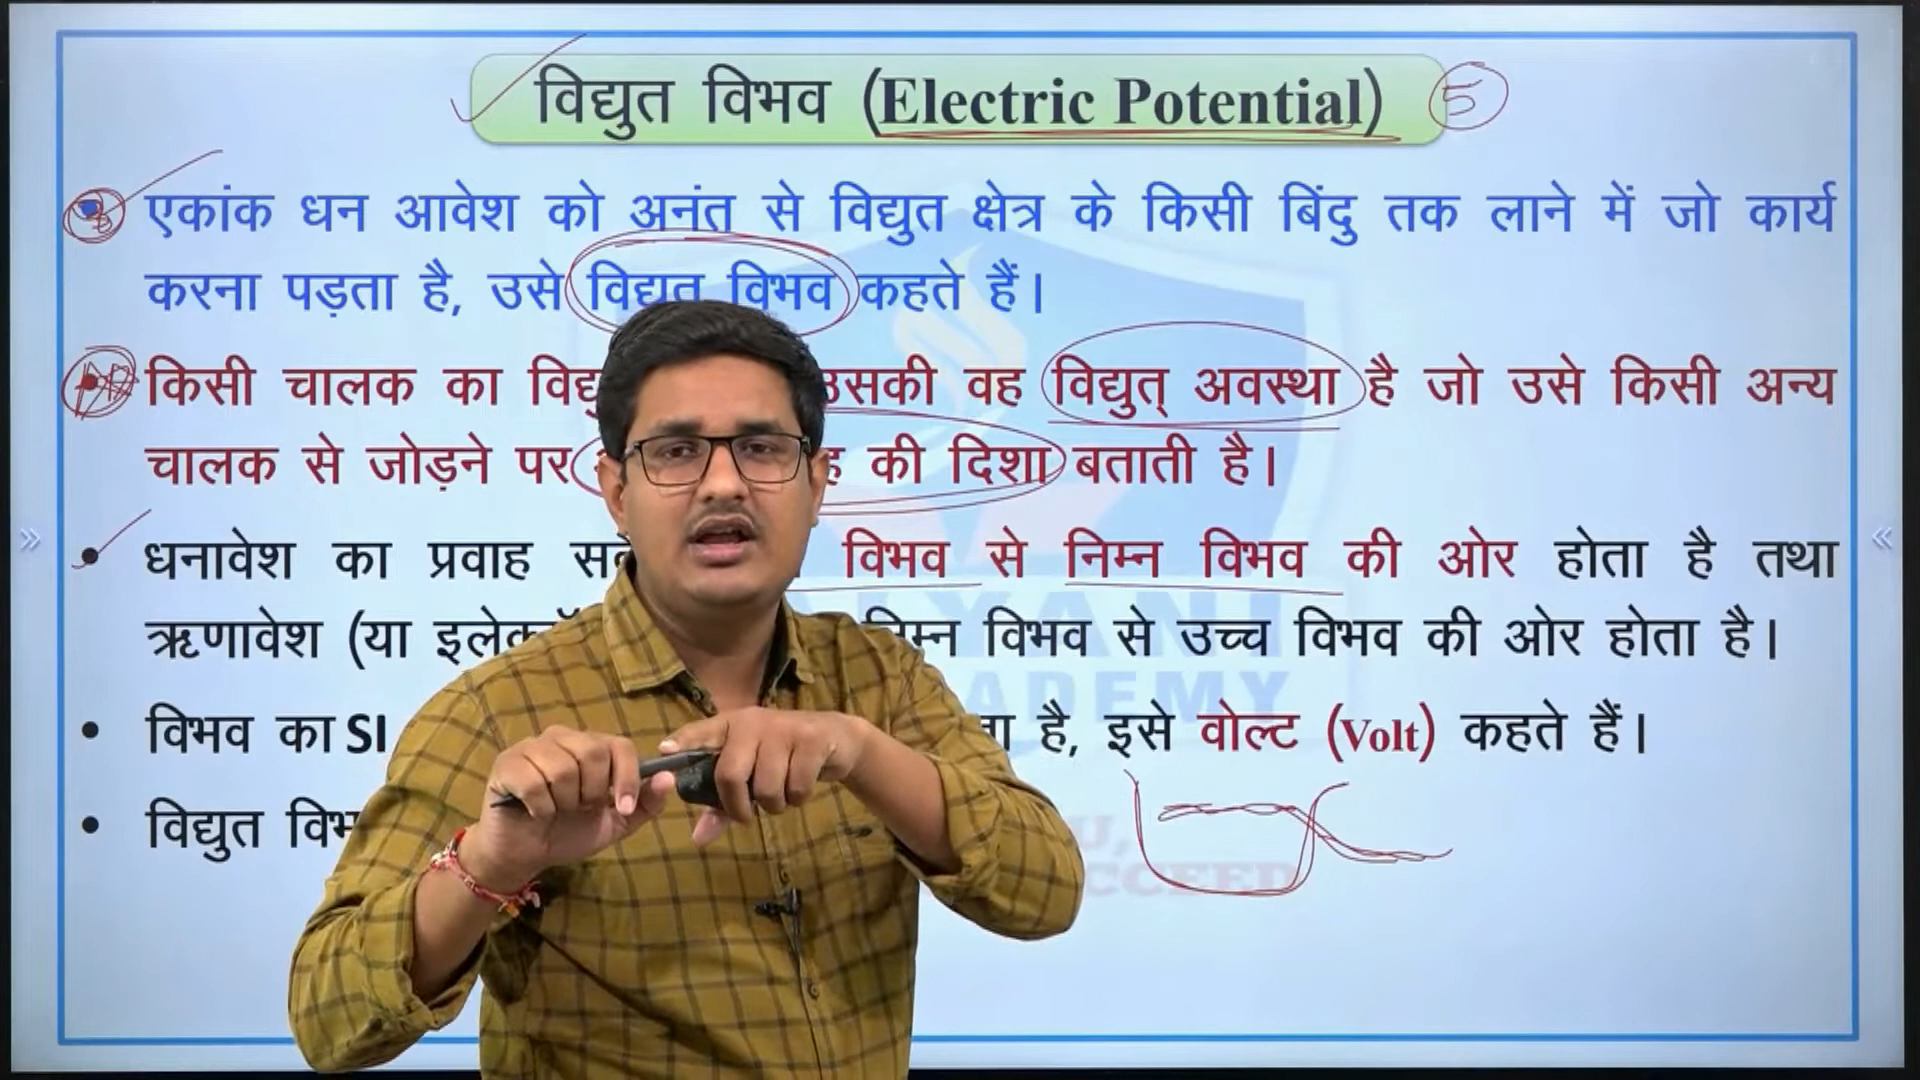 विद्युत विभव (Electric Potential) 5
एकांक धन आवेश को अनंत से विद्युत क्षेत्र के किसी बिंदु तक लाने में जो कार्य
करना पड़ता है, उसे विद्युत विभव कहते हैं।
किसी चालक का उसकी वह विद्युत् अवस्था है जो उसे किसी अन्य
चालक से जोड़ने पर की दिशा बताती है।
धनावेश का प्रवाह विभव से निम्न विभव की ओर होता है तथा
ऋणावेश (या निम्न विभव से उच्च विभव की ओर होता है।
विभव का SI है, इसे वोल्ट (Volt) कहते हैं।
विद्युत